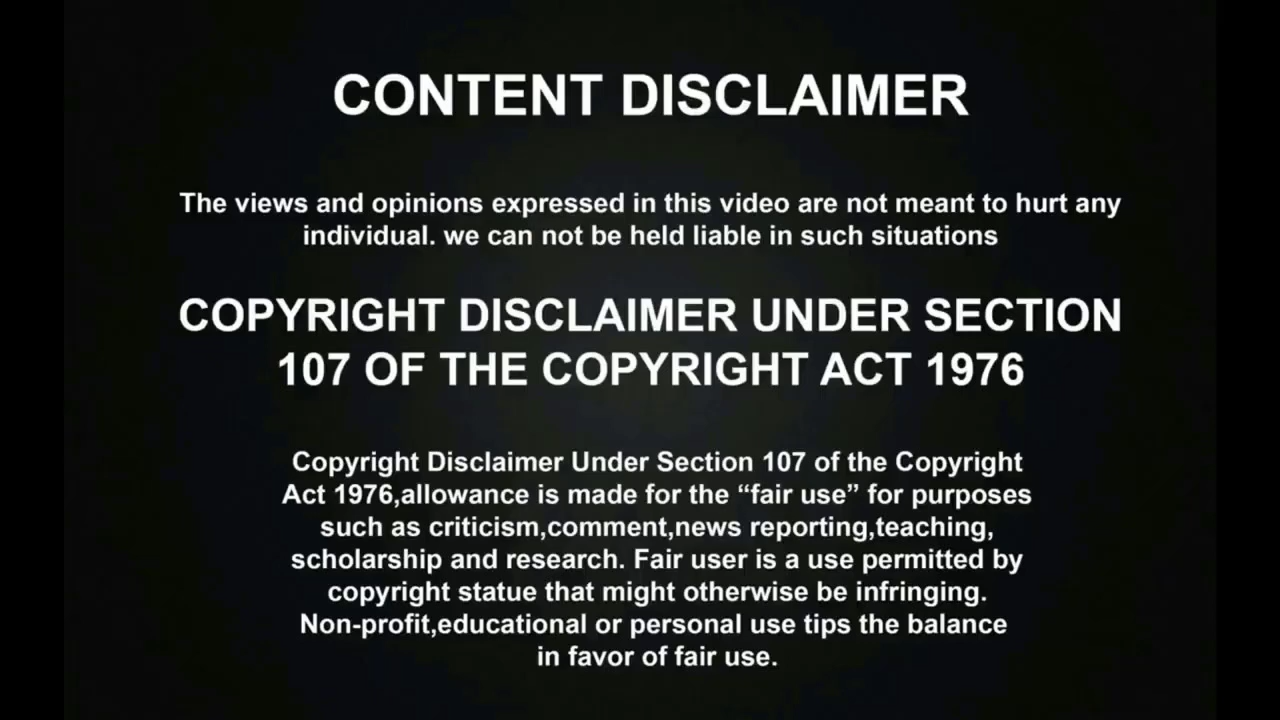 CONTENT DISCLAIMER
The views and opinions expressed in this video are not meant to hurt any
individual. we can not be held liable in such situations
COPYRIGHT DISCLAIMER UNDER SECTION
107 OF THE COPYRIGHT ACT 1976
Copyright Disclaimer Under Section 107 of the Copyright
Act 1976,allowance is made for the “fair use” for purposes
such as criticism,comment,news reporting,teaching,
scholarship and research. Fair user is a use permitted by
copyright statue that might otherwise be infringing.
Non-profit,educational or personal use tips the balance
in favor of fair use.